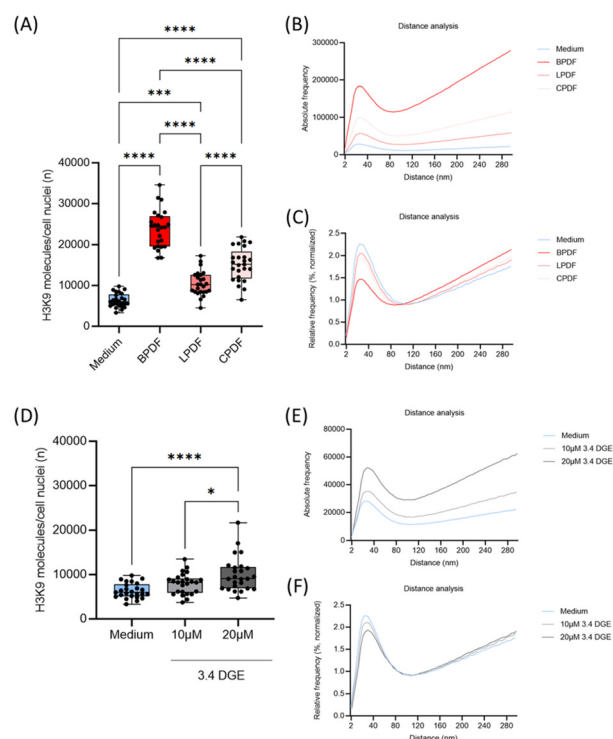 (A)
****
****
***
****
****
****
H3K9 molecules/cell nuclei (n)
40000
30000
20000
10000
0
Medium
BPDF
LPDF
CPDF
(B)
Distance analysis
Absolute frequency
300000
200000
100000
0
2 40 80 120 160 200 240 280
Distance (nm)
Medium
BPDF
LPDF
CPDF
(C)
Distance analysis
Relative frequency (%, normalized)
2.5
2.0
1.5
1.0
0.5
0.0
2 40 80 120 160 200 240 280
Distance (nm)
Medium
BPDF
LPDF
CPDF
(D)
H3K9 molecules/cell nuclei (n)
40000
30000
20000
10000
0
****
*
Medium
10µM
20µM
3.4 DGE
(E)
Distance analysis
Absolute frequency
80000
60000
40000
20000
0
2 40 80 120 160 200 240 280
Distance (nm)
Medium
10µM 3.4 DGE
20µM 3.4 DGE
(F)
Distance analysis
Relative frequency (%, normalized)
2.5
2.0
1.5
1.0
0.5
0.0
2 40 80 120 160 200 240 280
Distance (nm)
Medium
10µM 3.4 DGE
20µM 3.4 DGE